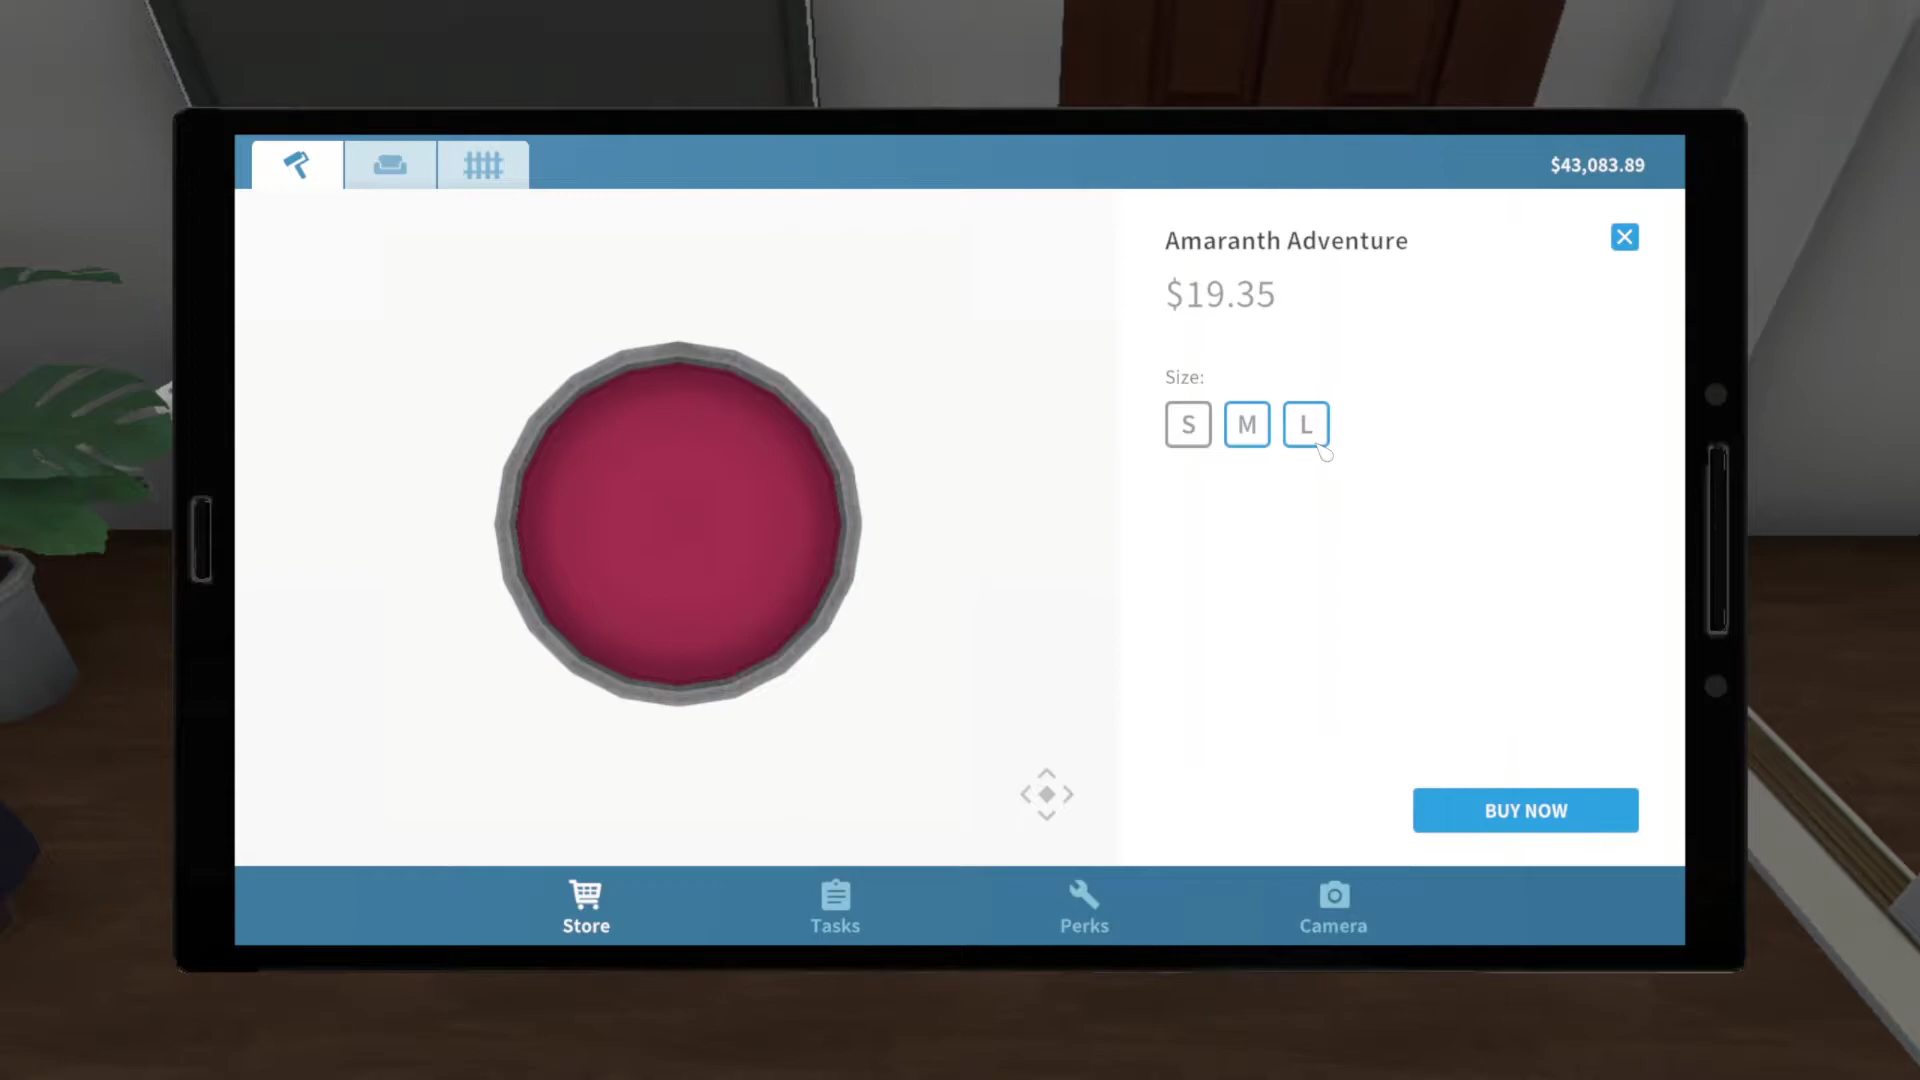 $43,083.89
Amaranth Adventure
$19.35
Size:
S M L
BUY NOW
Store Tasks Perks Camera